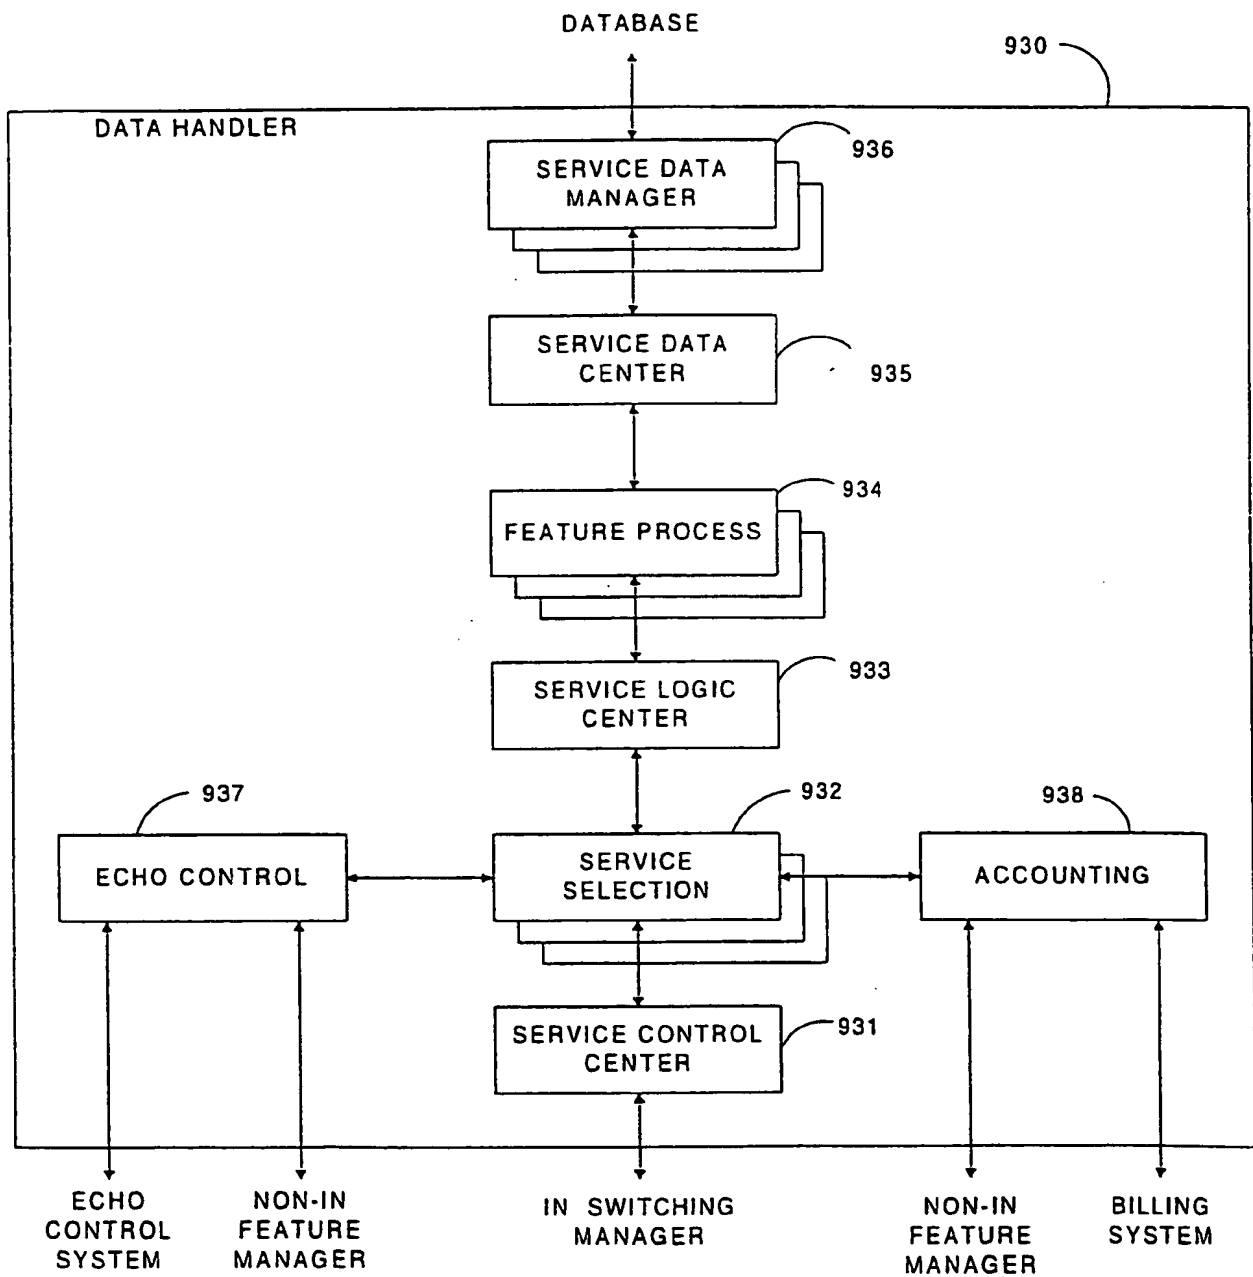 DATABASE
930
DATA HANDLER
SERVICE DATA
MANAGER
936
SERVICE DATA
CENTER
935
934
FEATURE PROCESS
SERVICE LOGIC
CENTER
933
937
932
938
ECHO CONTROL
SERVICE
SELECTION
ACCOUNTING
SERVICE CONTROL
CENTER
931
ECHO
CONTROL
SYSTEM
NON-IN
FEATURE
MANAGER
IN SWITCHING
MANAGER
NON-IN
FEATURE
MANAGER
BILLING
SYSTEM